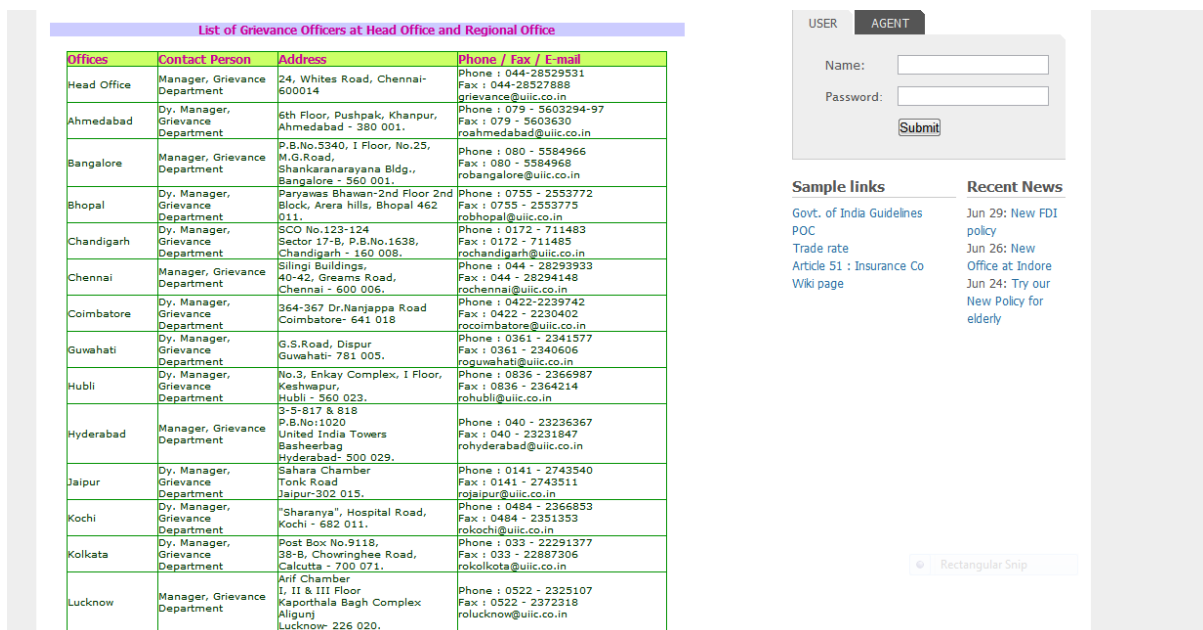 List of Grievance Officers at Head Office and Regional Office
Offices Contact Person Address Phone / Fax / E-mail
Head Office
Manager, Grievance
Department
24, Whites Road, Chennai-
600014
Phone : 044-28529531
Fax : 044-28527888
grievance@uiic.co.in
Ahmedabad
Dy. Manager,
Grievance
Department
6th Floor, Pushpak, Khanpur,
Ahmedabad - 380 001.
Phone : 079 - 5603294-97
Fax : 079 - 5603630
roahmedabad@uiic.co.in
Bangalore
Manager, Grievance
Department
P.B.No.5340, I Floor, No.25,
M.G.Road,
Shankaranarayana Bldg.,
Bangalore - 560 001.
Phone : 080 - 5584966
Fax : 080 - 5584968
robangalore@uiic.co.in
Bhopal
Dy. Manager,
Grievance
Department
Paryawas Bhawan-2nd Floor 2nd
Block, Arera hills, Bhopal 462
011.
Phone : 0755 - 2553772
Fax : 0755 - 2553775
robhopal@uiic.co.in
Chandigarh
Dy. Manager,
Grievance
Department
SCO No.123-124
Sector 17-B, P.B.No.1638,
Chandigarh - 160 008.
Phone : 0172 - 711483
Fax : 0172 - 711485
rochandigarh@uiic.co.in
Chennai
Manager, Grievance
Department
Silingi Buildings,
40-42, Greams Road,
Chennai - 600 006.
Phone : 044 - 28293933
Fax : 044 - 28294148
rochennai@uiic.co.in
Coimbatore
Dy. Manager,
Grievance
Department
364-367 Dr.Nanjappa Road
Coimbatore- 641 018
Phone : 0422-2239742
Fax : 0422 - 2230402
rocoimbatore@uiic.co.in
Guwahati
Dy. Manager,
Grievance
Department
G.S.Road, Dispur
Guwahati- 781 005.
Phone : 0361 - 2341577
Fax : 0361 - 2340606
roguwahati@uiic.co.in
Hubli
Dy. Manager,
Grievance
Department
No.3, Enkay Complex, I Floor,
Keshwapur,
Hubli - 560 023.
Phone : 0836 - 2366987
Fax : 0836 - 2364214
rohubli@uiic.co.in
Hyderabad
Manager, Grievance
Department
3-5-817 & 818
P.B.No:1020
United India Towers
Basheerbag
Hyderabad- 500 029.
Phone : 040 - 23236367
Fax : 040 - 23231847
rohyderabad@uiic.co.in
Jaipur
Dy. Manager,
Grievance
Department
Sahara Chamber
Tonk Road
Jaipur-302 015.
Phone : 0141 - 2743540
Fax : 0141 - 2743511
rojaipur@uiic.co.in
Kochi
Dy. Manager,
Grievance
Department
"Sharanya", Hospital Road,
Kochi - 682 011.
Phone : 0484 - 2366853
Fax : 0484 - 2351353
rokochi@uiic.co.in
Kolkata
Dy. Manager,
Grievance
Department
Post Box No.9118,
38-B, Chowringhee Road,
Calcutta - 700 071.
Phone : 033 - 22291377
Fax : 033 - 22887306
rokolkota@uiic.co.in
Lucknow
Manager, Grievance
Department
Arif Chamber
I, II & III Floor
Kaporthala Bagh Complex
Aligunj
Lucknow- 226 020.
Phone : 0522 - 2325107
Fax : 0522 - 2372318
rolucknow@uiic.co.in
USER AGENT
Name:
Password:
Submit
Sample links
Govt. of India Guidelines
POC
Trade rate
Article 51 : Insurance Co
Wiki page
Recent News
Jun 29: New FDI
policy
Jun 26: New
Office at Indore
Jun 24: Try our
New Policy for
elderly
Rectangular Snip